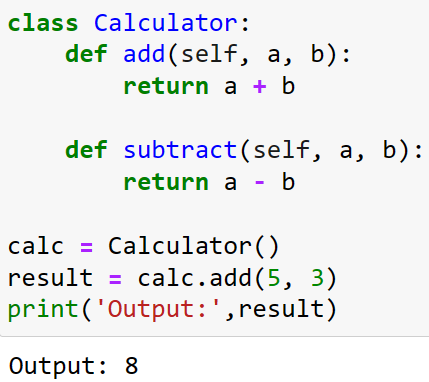 class Calculator:
    def add(self, a, b):
        return a + b

    def subtract(self, a, b):
        return a - b

calc = Calculator()
result = calc.add(5, 3)
print('Output:',result)
Output: 8